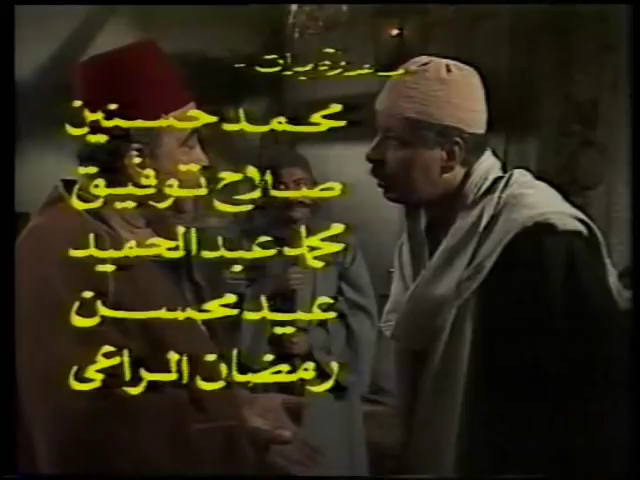 محمد حسنين
صلاح توفيق
محمد عبد الحميد
عيد محسن
رمضان الراعى